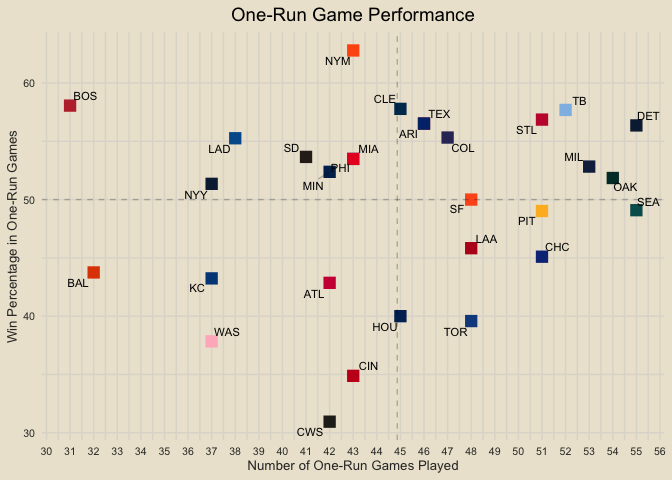 One-Run Game Performance
NYM
60
BOS
CLE
TEX
TB
DET
STL
ARI
COL
LAD
SD
MIA
MIL
PHI
MIN
OAK
NYY
50
SEA
SF
PIT
LAA
CHC
BAL
KC
ATL
40
HOU
TOR
WAS
CIN
CWS
30
Win Percentage in One-Run Games
30 31 32 33 34 35 36 37 38 39 40 41 42 43 44 45 46 47 48 49 50 51 52 53 54 55 56
Number of One-Run Games Played